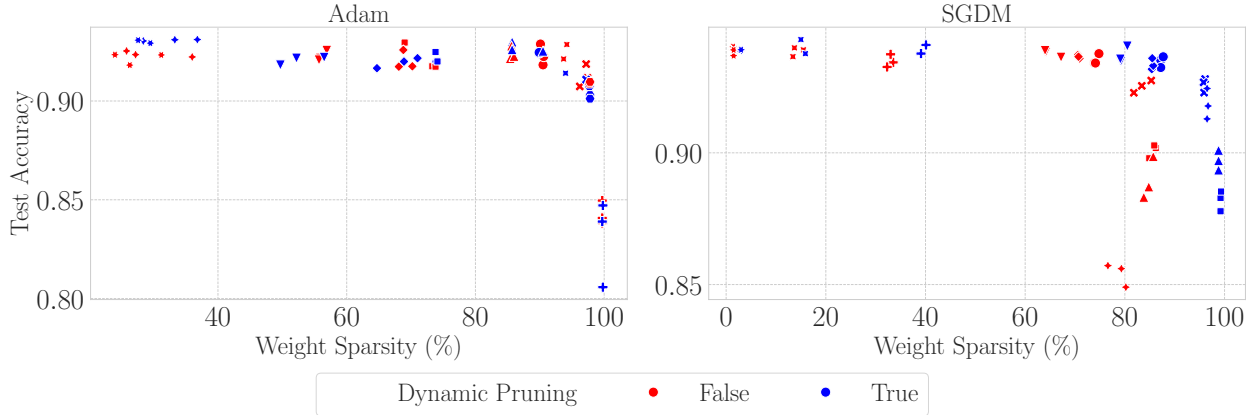 Adam
SGDM
Test Accuracy
0.90
0.85
0.80
40 60 80 100
Weight Sparsity (%)
0.90
0.85
0 20 40 60 80 100
Weight Sparsity (%)
Dynamic Pruning False True